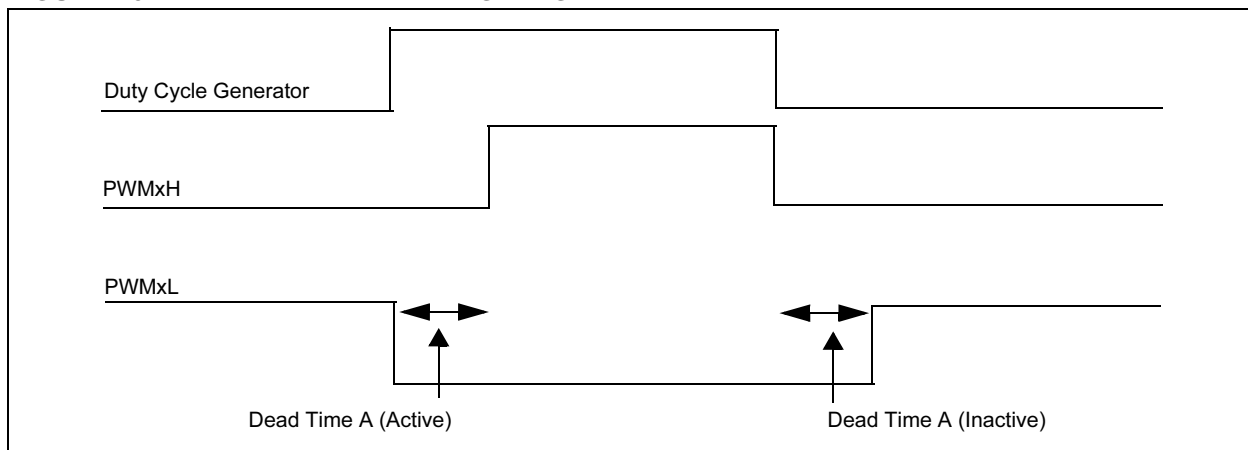 Duty Cycle Generator
PWMxH
PWMxL
Dead Time A (Active)
Dead Time A (Inactive)